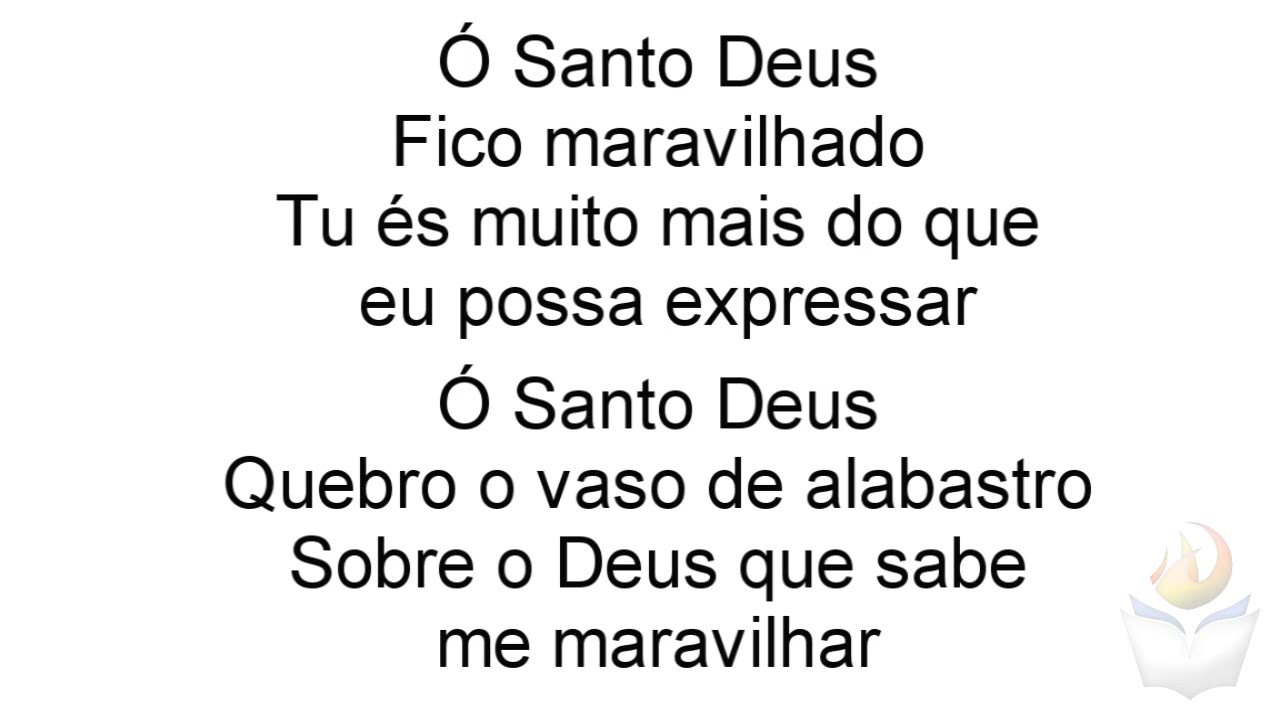 Ó Santo Deus
Fico maravilhado
Tu és muito mais do que
eu possa expressar
Ó Santo Deus
Quebro o vaso de alabastro
Sobre o Deus que sabe
me maravilhar